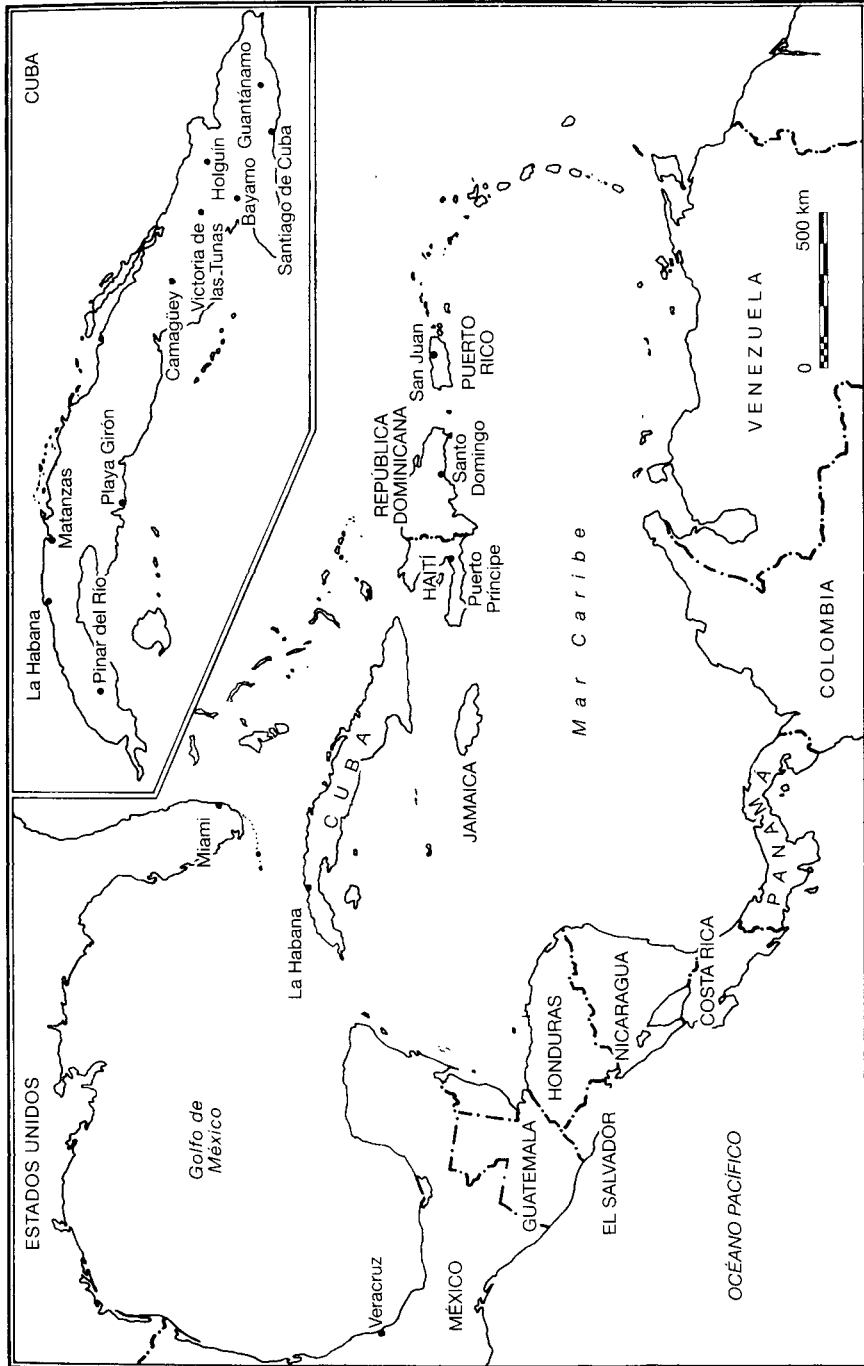 ESTADOS UNIDOS
Golfo de
México
Miami
La Habana
CUBA
Veracruz
MÉXICO
GUATEMALA
EL SALVADOR
HONDURAS
NICARAGUA
COSTA RICA
PANAMA
OCÉANO PACÍFICO
JAMAICA
HAITÍ
Puerto
Príncipe
REPÚBLICA
DOMINICANA
Santo
Domingo
San Juan
PUERTO
RICO
Mar Caribe
COLOMBIA
VENEZUELA
0 500 km
CUBA
La Habana
Pinar del Río
Matanzas
Playa Girón
Camagüey
Victoria de
las Tunas
Holguín
Bayamo
Guantánamo
Santiago de Cuba